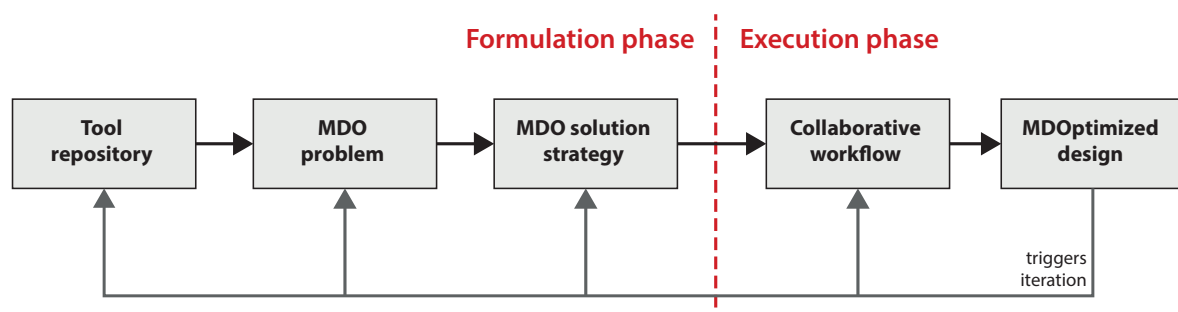 Formulation phase
Execution phase
Tool
repository
MDO
problem
MDO solution
strategy
Collaborative
workflow
MDOptimized
design
triggers
iteration